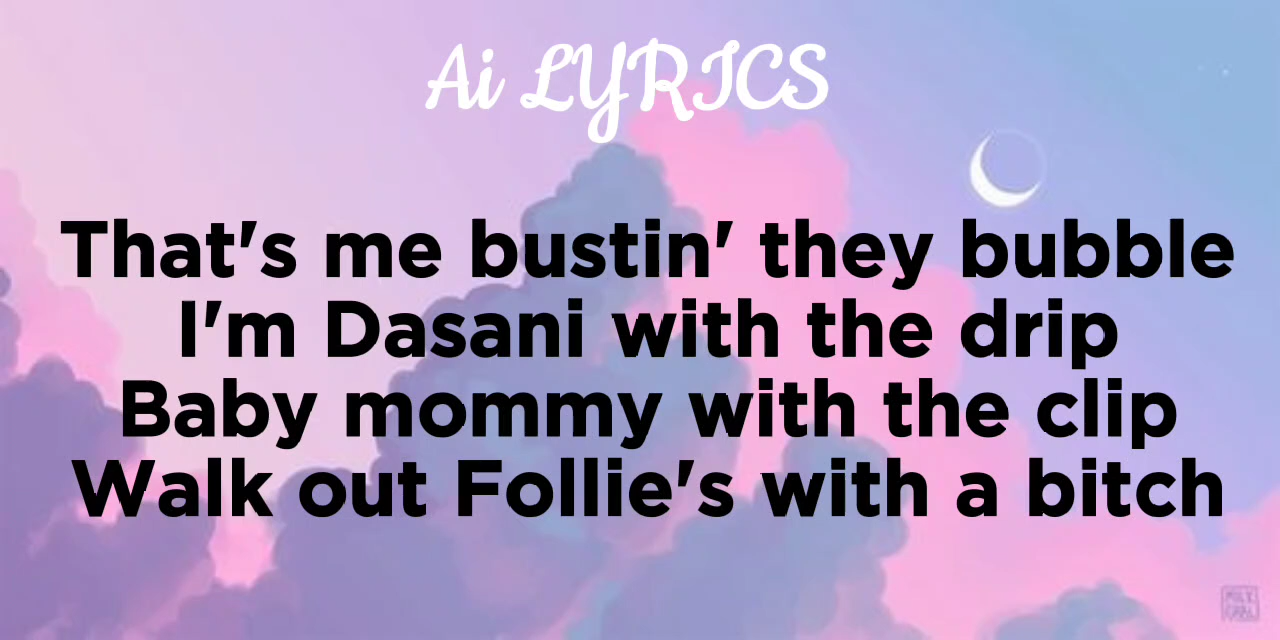 Ai LYRICS
That's me bustin' they bubble
I'm Dasani with the drip
Baby mommy with the clip
Walk out Follie's with a bitch